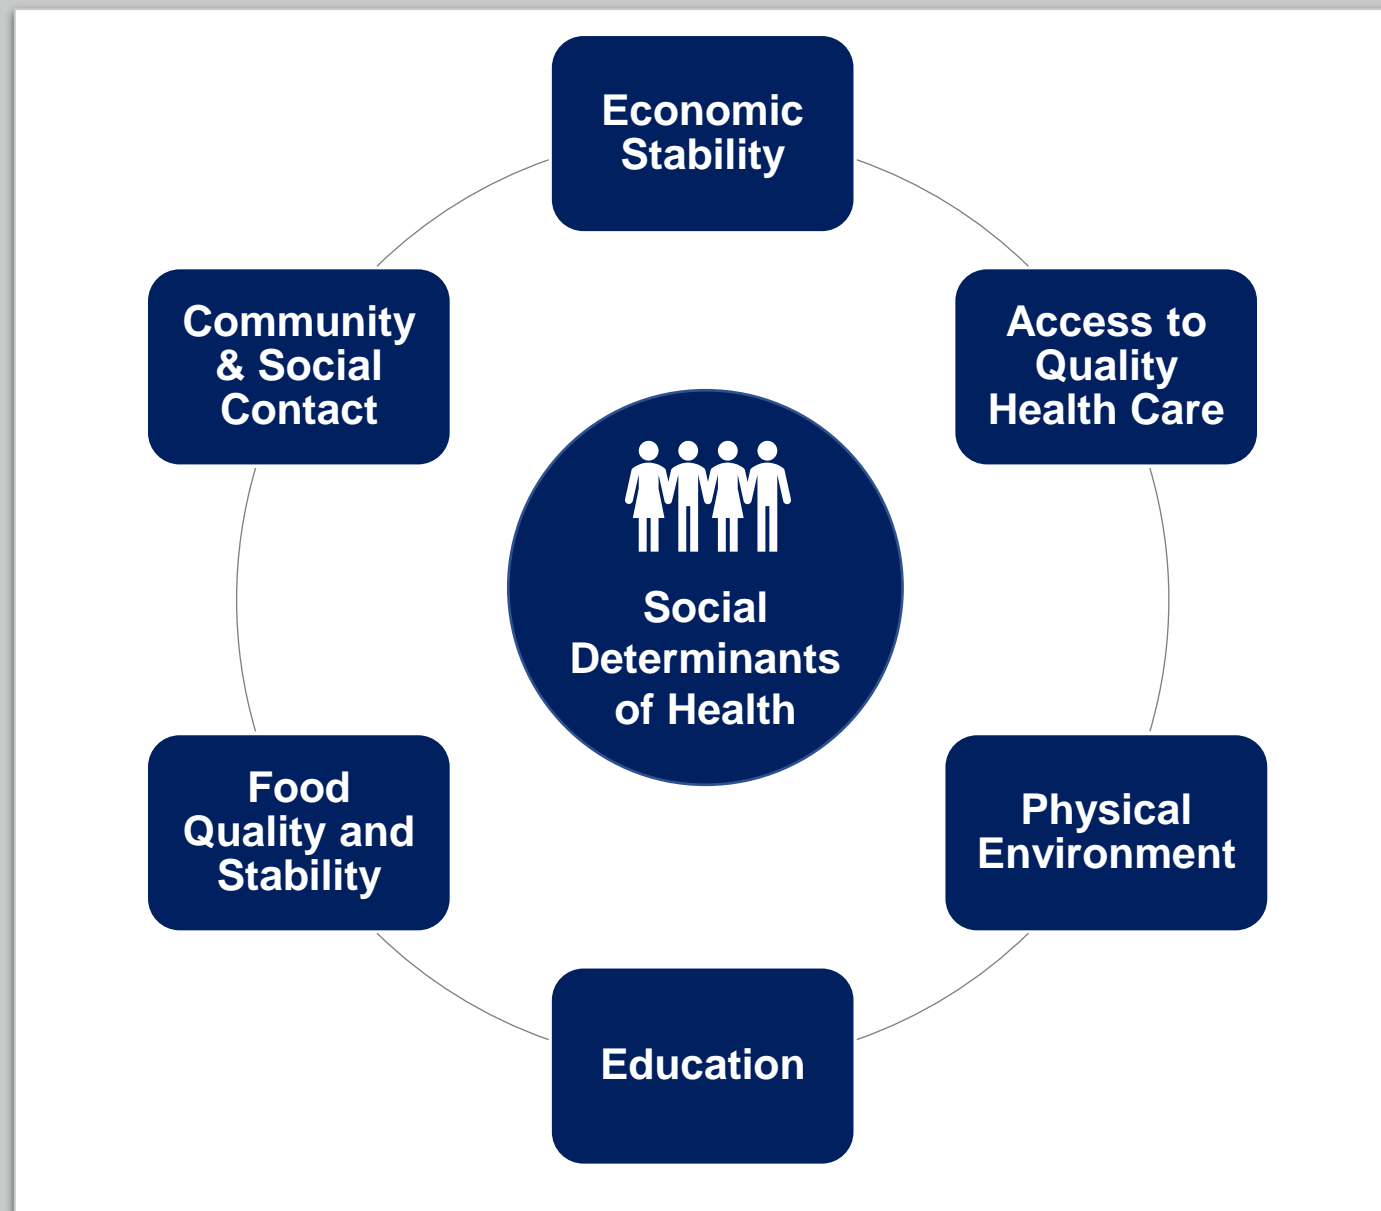 Economic
Stability
Access to
Quality
Health Care
Physical
Environment
Education
Food
Quality and
Stability
Community
& Social
Contact
Social
Determinants
of Health